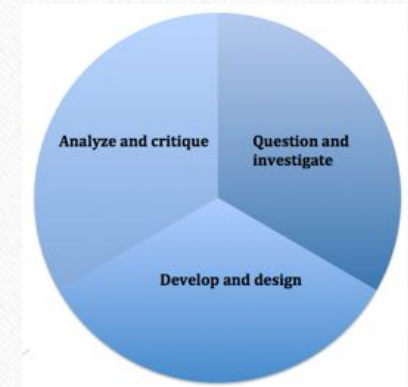 Analyze and critique
Question and
investigate
Develop and design